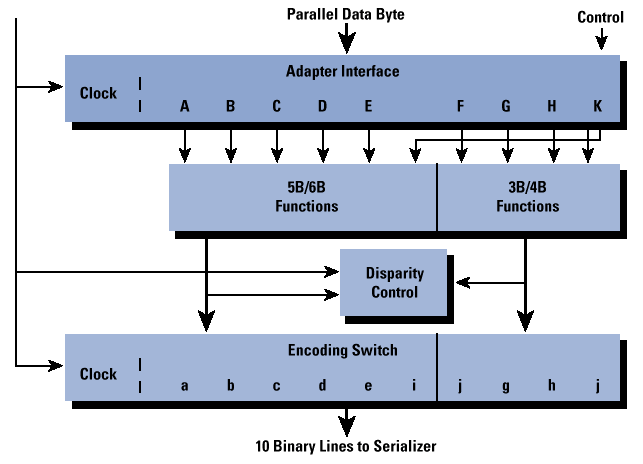 Parallel Data Byte
Control
Adapter Interface
Clock
A B C D E F G H K
5B/6B
Functions
3B/4B
Functions
Disparity
Control
Encoding Switch
Clock
a b c d e i j g h j
10 Binary Lines to Serializer